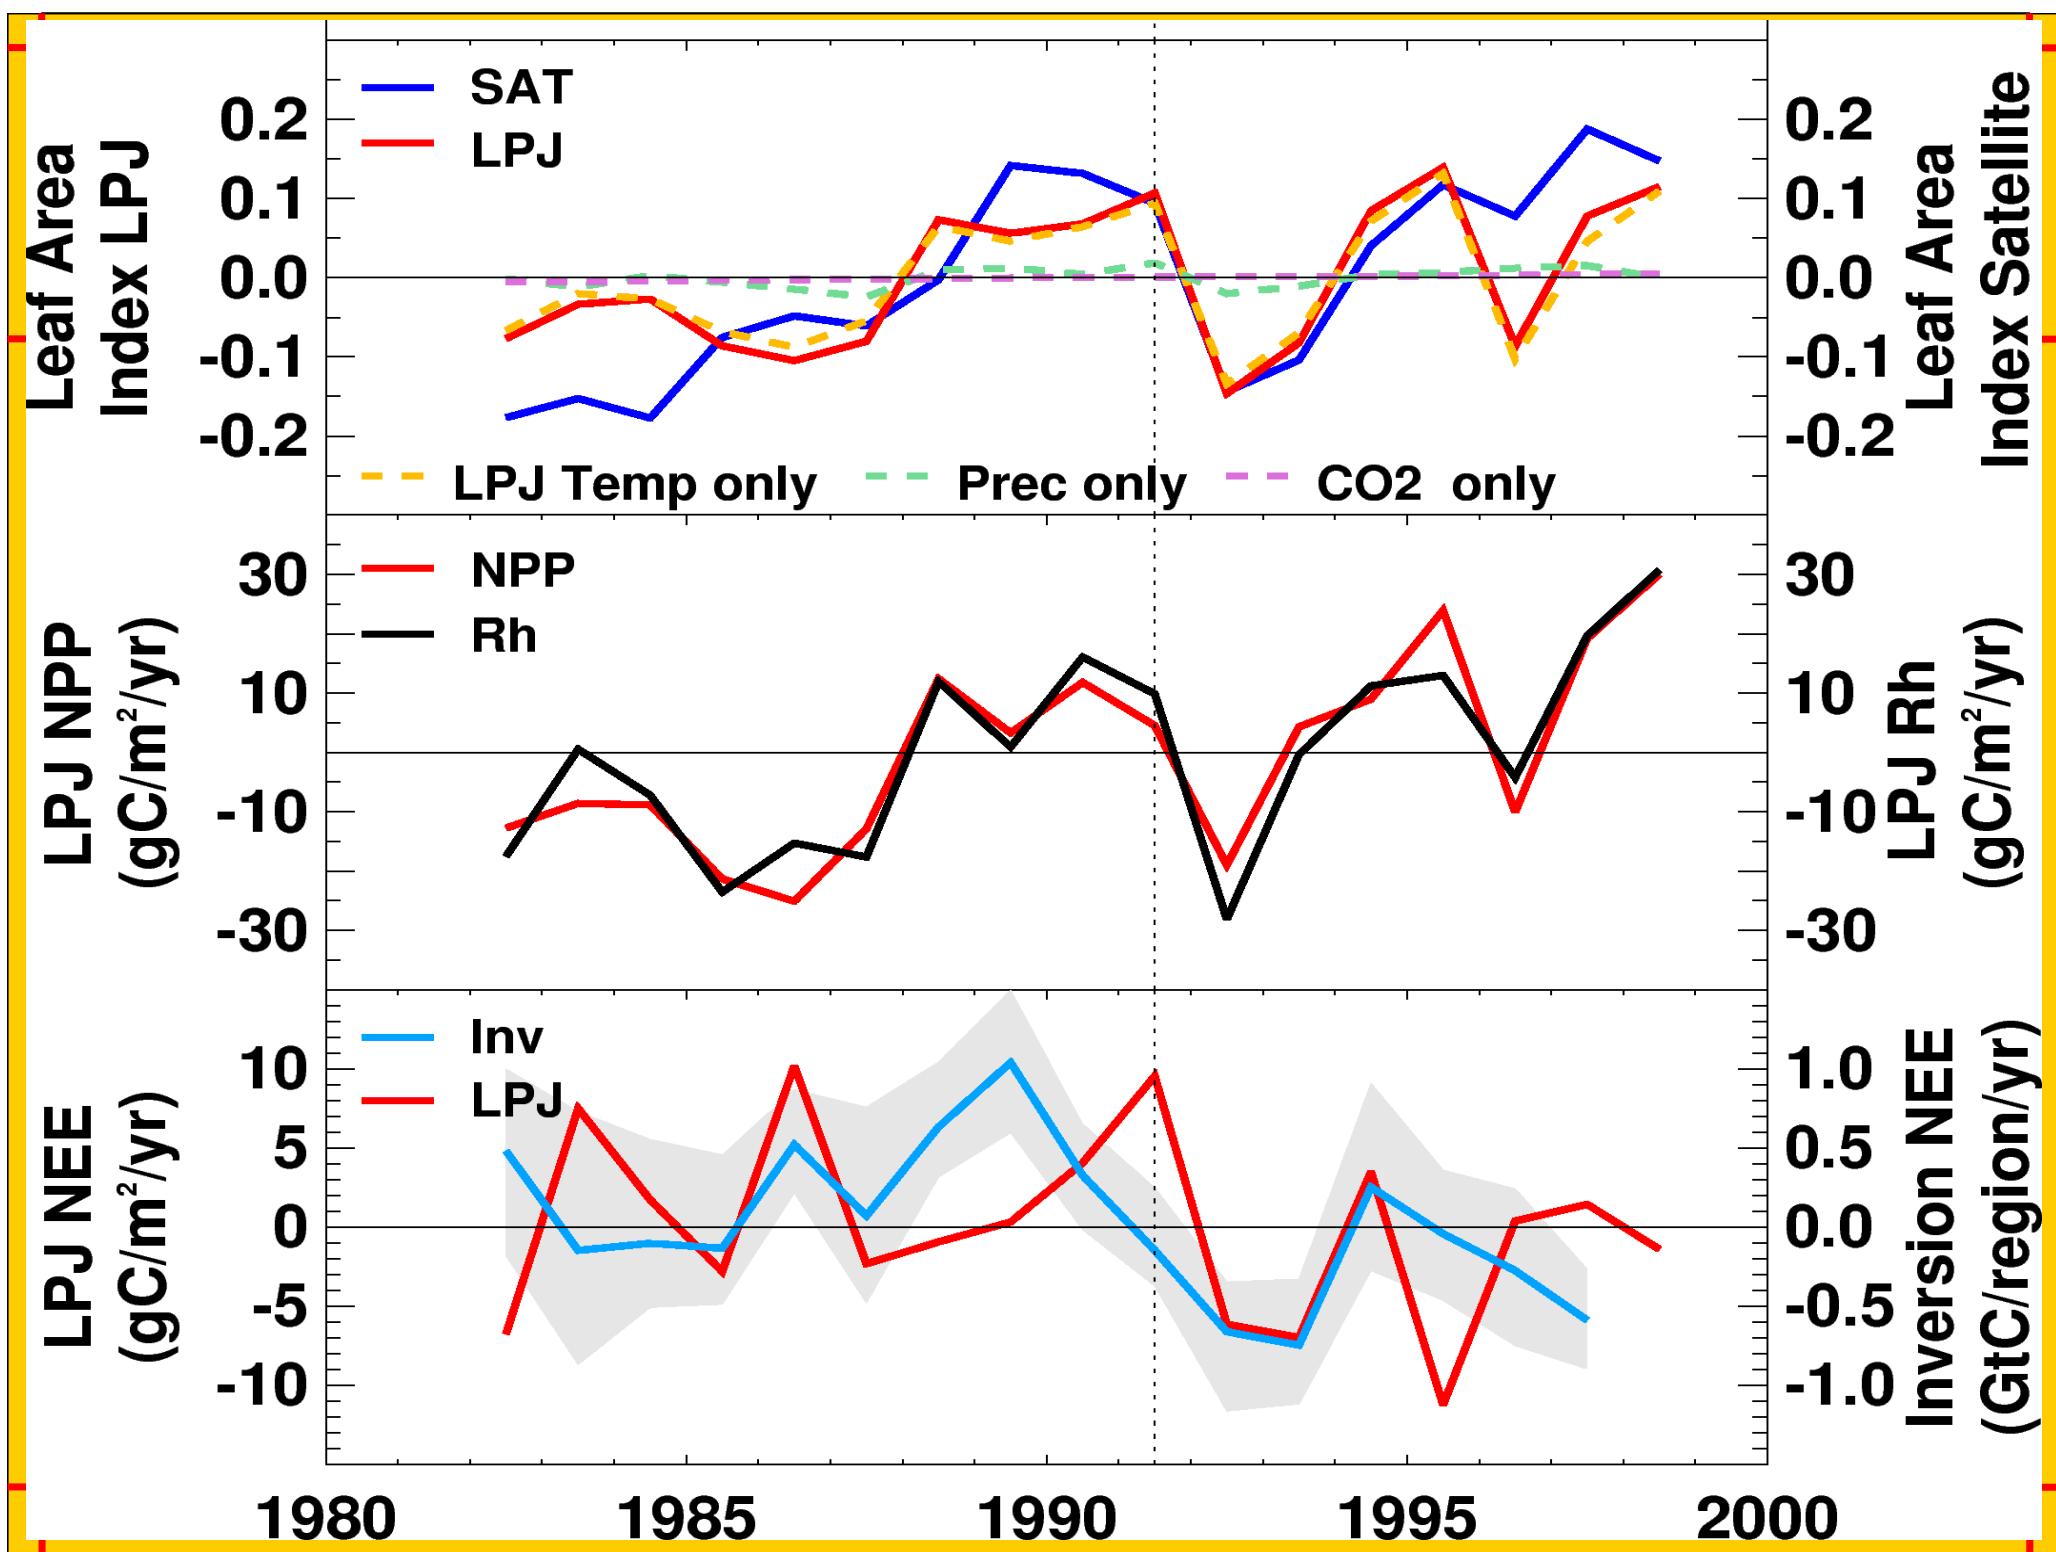 SAT
LPJ
0.2
0.1
0.0
-0.1
-0.2
Leaf Area
Index LPJ
0.2
0.1
0.0
-0.1
-0.2
Leaf Area
Index Satellite
LPJ Temp only
Prec only
CO2 only
NPP
Rh
30
10
-10
-30
LPJ NPP
(gC/m²/yr)
30
10
-10
-30
LPJ Rh
(gC/m²/yr)
Inv
LPJ
10
5
0
-5
-10
LPJ NEE
(gC/m²/yr)
1.0
0.5
0.0
-0.5
-1.0
Inversion NEE
(GtC/region/yr)
1980
1985
1990
1995
2000